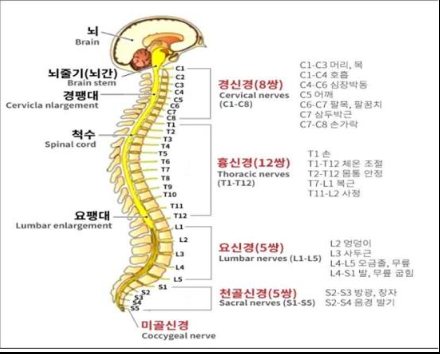 뇌
Brain
뇌줄기(뇌간)
Brain stem
경팽대
Cervicla nlargement
척수
Spinal cord
요팽대
Lumbar enlargement
C1
C2
C3
C4
C5
C6
C7
C8
T1
T2
T3
T4
T5
T6
T7
T8
T9
T10
T11
T12
L1
L2
L3
L4
L5
S1
S2
S3
S4
S5
경신경(8쌍)
Cervical nerves
(C1-C8)
흉신경(12쌍)
Thoracic nerves
(T1-T12)
요신경(5쌍)
Lumbar nerves (L1-L5)
천골신경(5쌍)
Sacral nerves (S1-S5)
미골신경
Coccygeal nerve
C1-C3 머리, 목
C1-C4 호흡
C4-C6 심장박동
C5 어깨
C6-C7 팔목, 팔꿈치
C7 삼두박근
C7-C8 손가락
T1 손
T1-T12 체온 조절
T2-T12 몸통 안정
T7-L1 복근
T11-L2 사정
L2 엉덩이
L3 사두근
L4-L5 오금줄, 무릎
L4-S1 발, 무릎 굽힘
S2-S3 방광, 장자
S2-S4 음경 발기